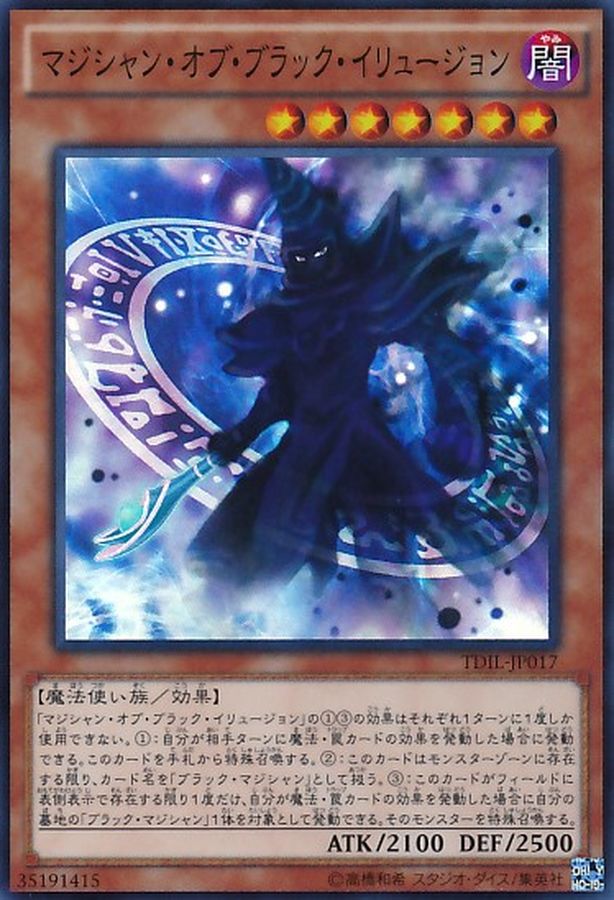 マジシャン・オブ・ブラック・イリュージョン
闇
TDIL-JP017
【魔法使い族／効果】
「マジシャン・オブ・ブラック・イリュージョン」の①③の効果はそれぞれ1ターンに1度しか
使用できない。①：自分が相手ターンに魔法・罠カードの効果を発動した場合に発動
できる。このカードを手札から特殊召喚する。②：このカードはモンスターゾーンに存在
する限り、カード名を「ブラック・マジシャン」として扱う。③：このカードがフィールドに
表側表示で存在する限り1度だけ、自分が魔法・罠カードの効果を発動した場合に自分の
墓地の「ブラック・マジシャン」1体を対象として発動できる。そのモンスターを特殊召喚する。
ATK/2100 DEF/2500
35191415
©高橋和希 スタジオ・ダイス/集英社